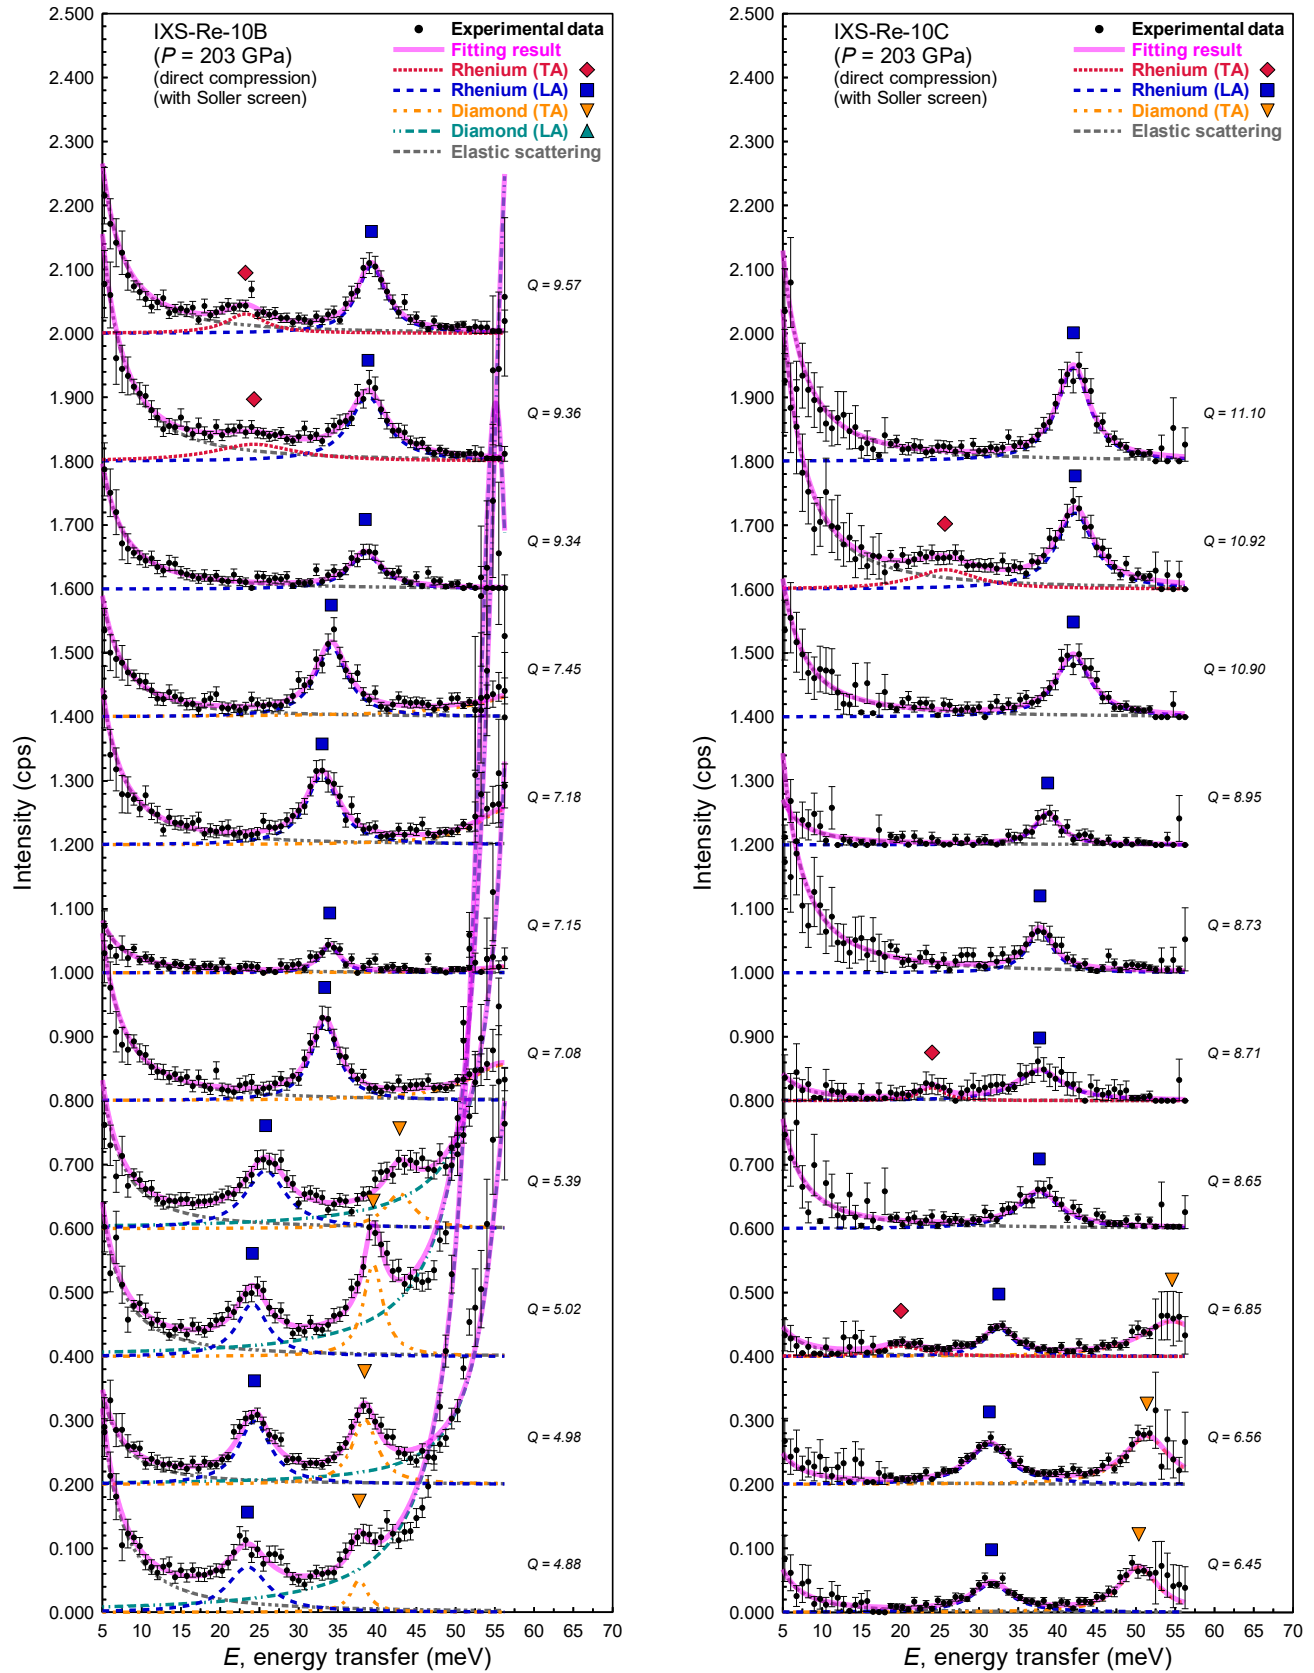 IXS-Re-10B
(P = 203 GPa)
(direct compression)
(with Soller screen)
Experimental data
Fitting result
Rhenium (TA)
Rhenium (LA)
Diamond (TA)
Diamond (LA)
Elastic scattering
2.500
2.400
2.300
2.200
2.100
2.000
1.900
1.800
1.700
1.600
1.500
1.400
1.300
1.200
1.100
1.000
0.900
0.800
0.700
0.600
0.500
0.400
0.300
0.200
0.100
0.000
Intensity (cps)
Q = 9.57
Q = 9.36
Q = 9.34
Q = 7.45
Q = 7.18
Q = 7.15
Q = 7.08
Q = 5.39
Q = 5.02
Q = 4.98
Q = 4.88
5 10 15 20 25 30 35 40 45 50 55 60 65 70
E, energy transfer (meV)
IXS-Re-10C
(P = 203 GPa)
(direct compression)
(with Soller screen)
Experimental data
Fitting result
Rhenium (TA)
Rhenium (LA)
Diamond (TA)
Elastic scattering
2.500
2.400
2.300
2.200
2.100
2.000
1.900
1.800
1.700
1.600
1.500
1.400
1.300
1.200
1.100
1.000
0.900
0.800
0.700
0.600
0.500
0.400
0.300
0.200
0.100
0.000
Intensity (cps)
Q = 11.10
Q = 10.92
Q = 10.90
Q = 8.95
Q = 8.73
Q = 8.71
Q = 8.65
Q = 6.85
Q = 6.56
Q = 6.45
5 10 15 20 25 30 35 40 45 50 55 60 65 70
E, energy transfer (meV)